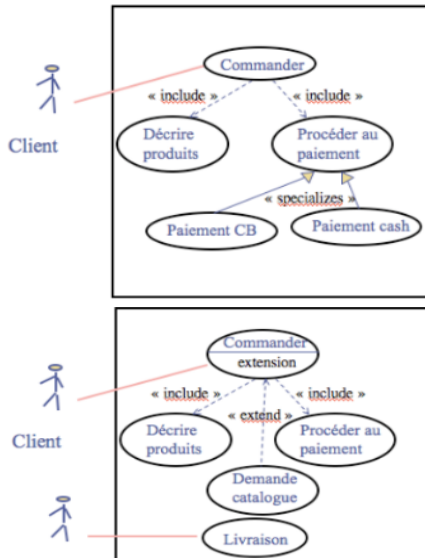 Commander
« include »
« include »
Client
Décrire
produits
Procéder au
paiement
« specializes »
Paiement CB
Paiement cash
Commander
extension
« include »
« include »
« extend »
Client
Décrire
produits
Procéder au
paiement
Demande
catalogue
Livraison